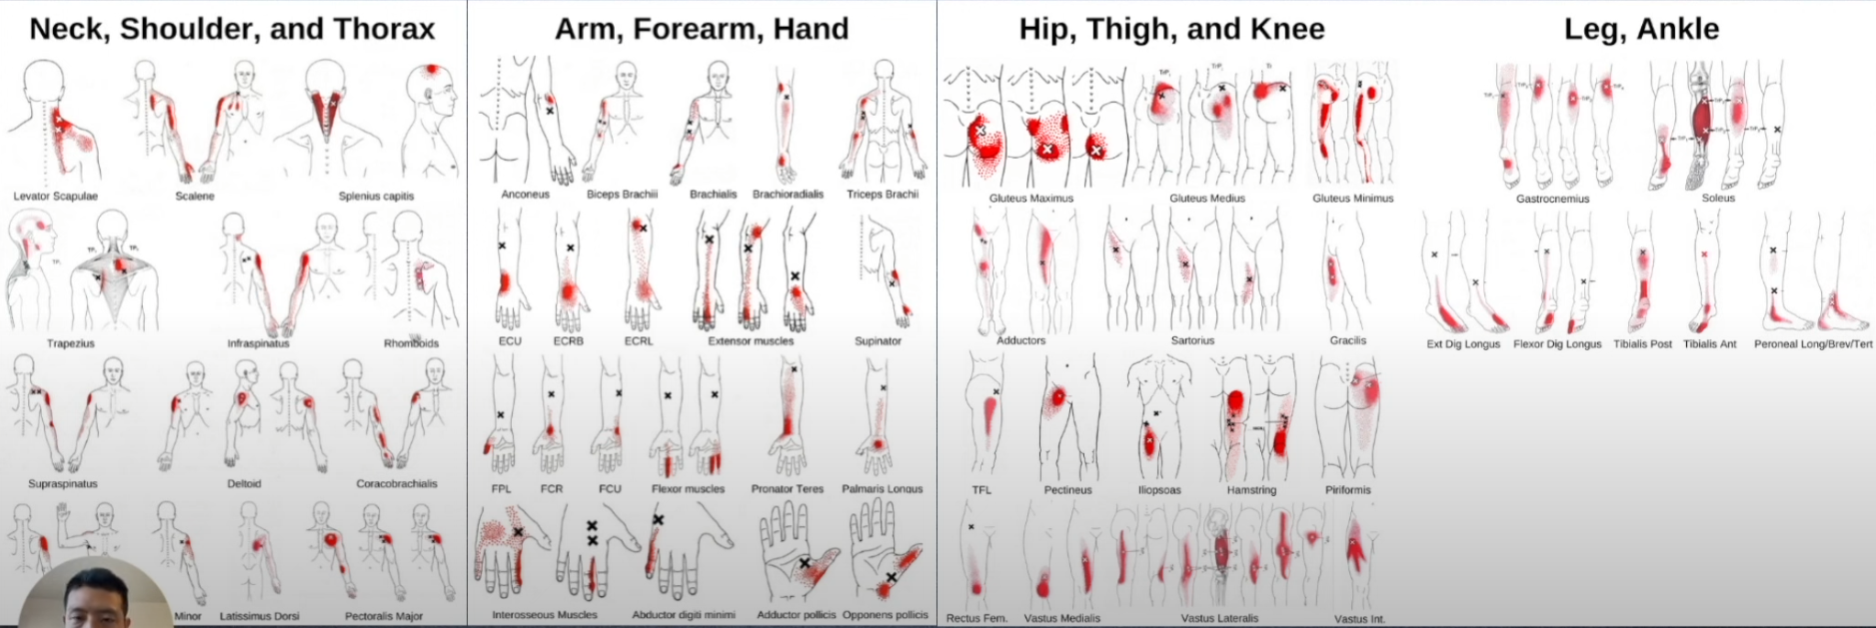 Neck, Shoulder, and Thorax
Levator Scapulae
Scalene
Splenius capitis
Trapezius
Infraspinatus
Rhomboids
Supraspinatus
Deltoid
Coracobrachialis
Minor
Latissimus Dorsi
Pectoralis Major
Arm, Forearm, Hand
Anconeus
Biceps Brachii
Brachialis
Brachioradialis
Triceps Brachii
ECU
ECRB
ECRL
Extensor muscles
Supinator
FPL
FCR
FCU
Flexor muscles
Pronator Teres
Palmaris Longus
Interosseous Muscles
Abductor digiti minimi
Adductor pollicis
Opponens pollicis
Hip, Thigh, and Knee
Gluteus Maximus
Gluteus Medius
Gluteus Minimus
Adductors
Sartorius
Gracilis
TFL
Pectineus
Iliopsoas
Hamstring
Piriformis
Rectus Fem.
Vastus Medialis
Vastus Lateralis
Vastus Int.
Leg, Ankle
Gastrocnemius
Soleus
Ext Dig Longus
Flexor Dig Longus
Tibialis Post
Tibialis Ant
Peroneal Long/Brev/Tert